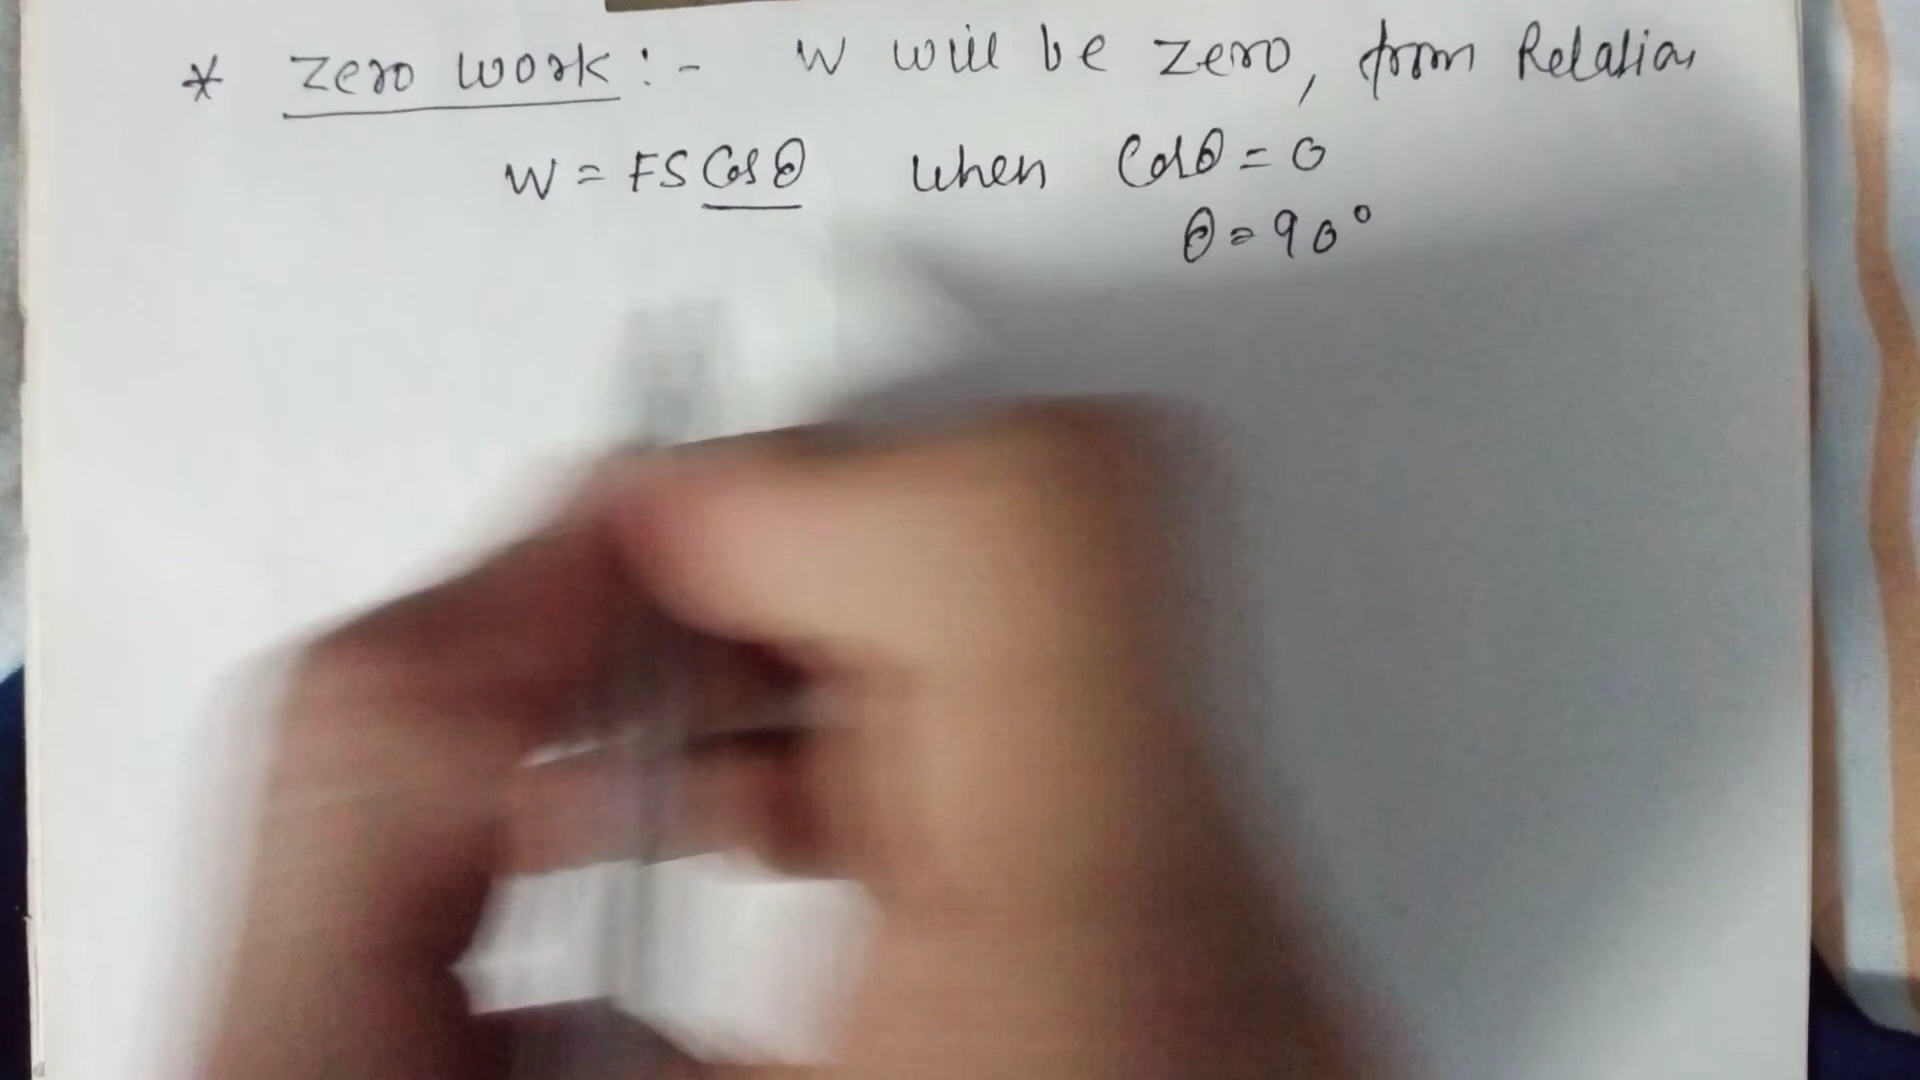 * Zero work :- W will be zero, from Relation
W = FS Cos θ when Cos θ = 0
θ = 90°